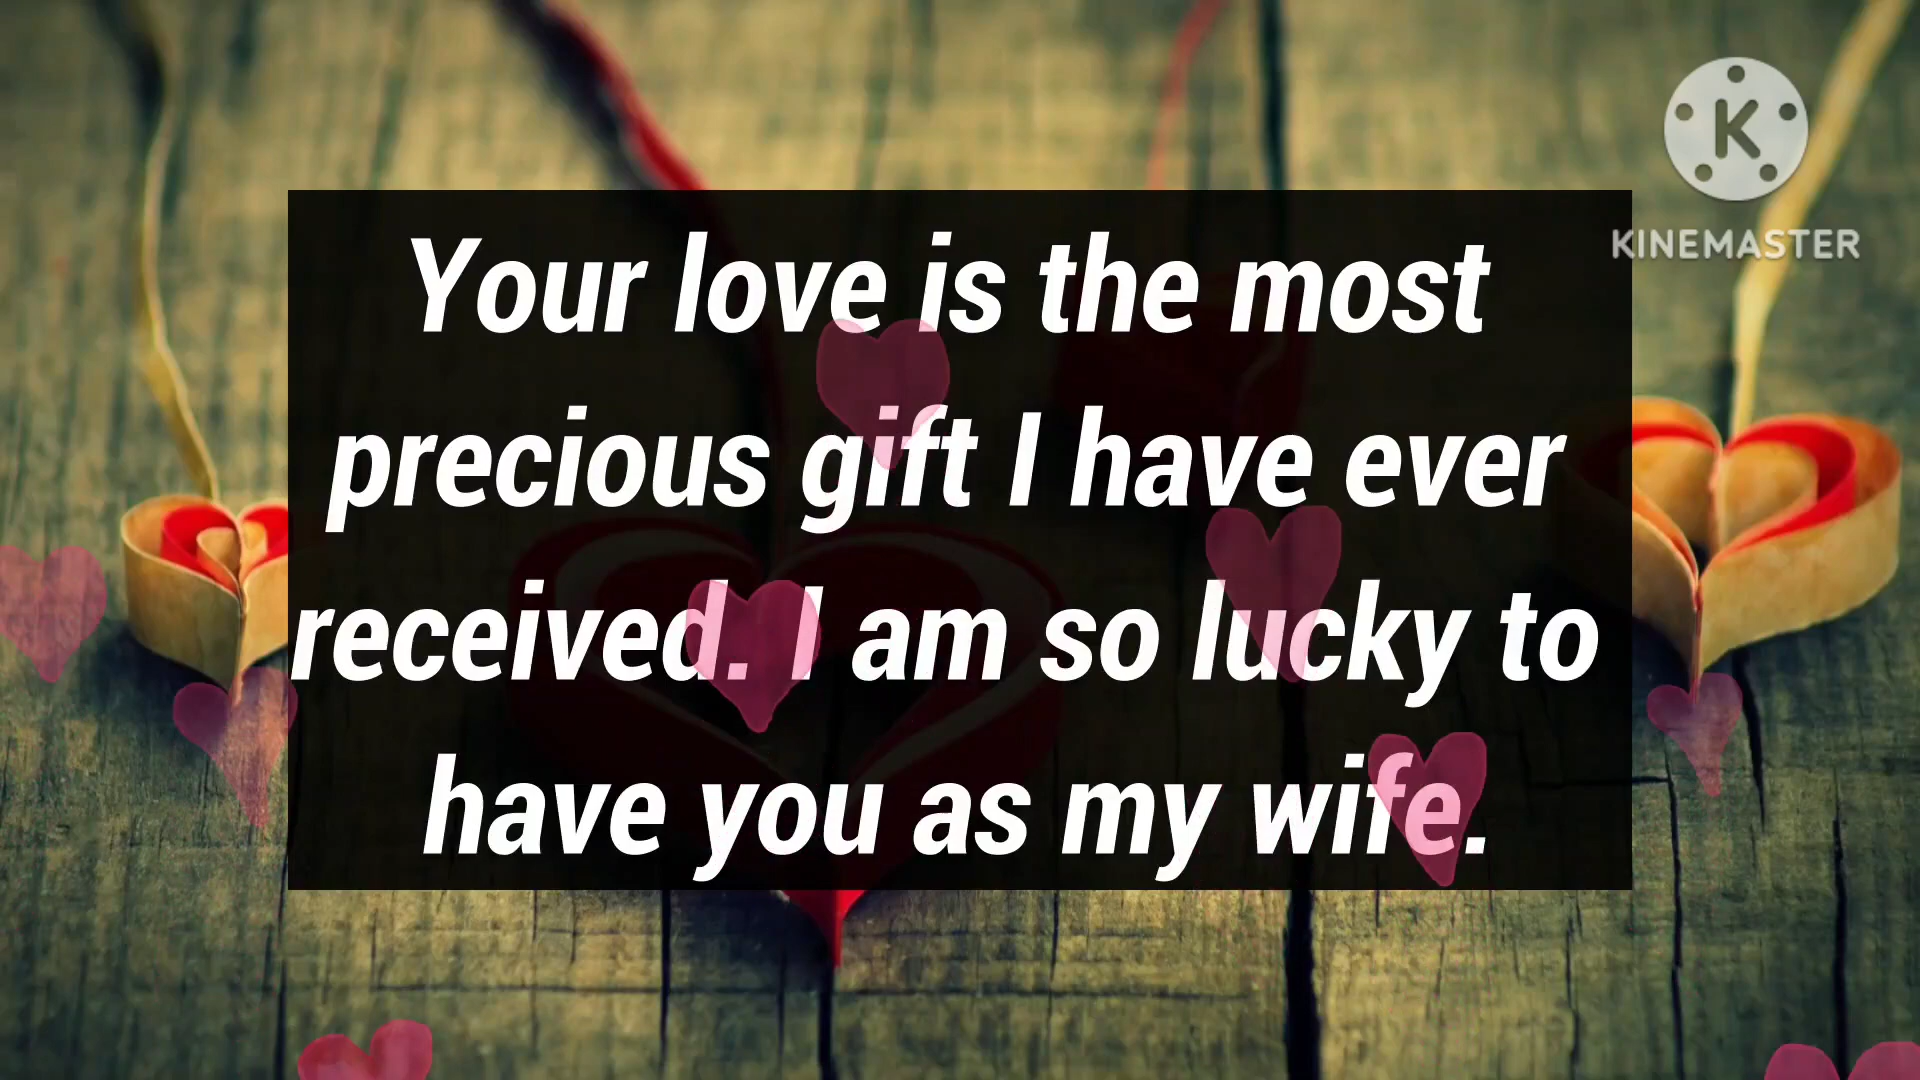 K
KINEMASTER
Your love is the most
precious gift I have ever
received. I am so lucky to
have you as my wife.